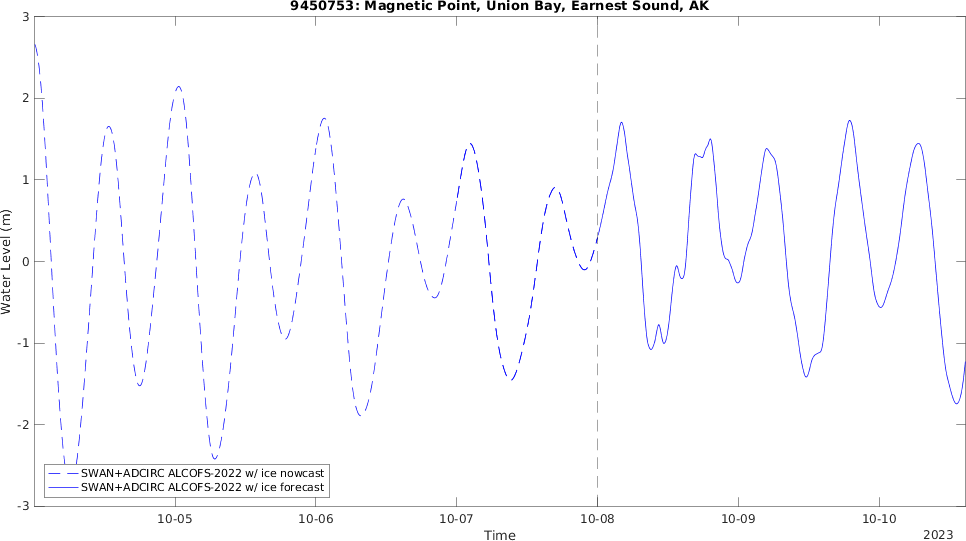 9450753: Magnetic Point, Union Bay, Earnest Sound, AK
3
2
1
0
-1
-2
-3
Water Level (m)
SWAN+ADCIRC ALCOFS-2022 w/ ice nowcast
SWAN+ADCIRC ALCOFS-2022 w/ ice forecast
10-05 10-06 10-07 10-08 10-09 10-10
Time
2023